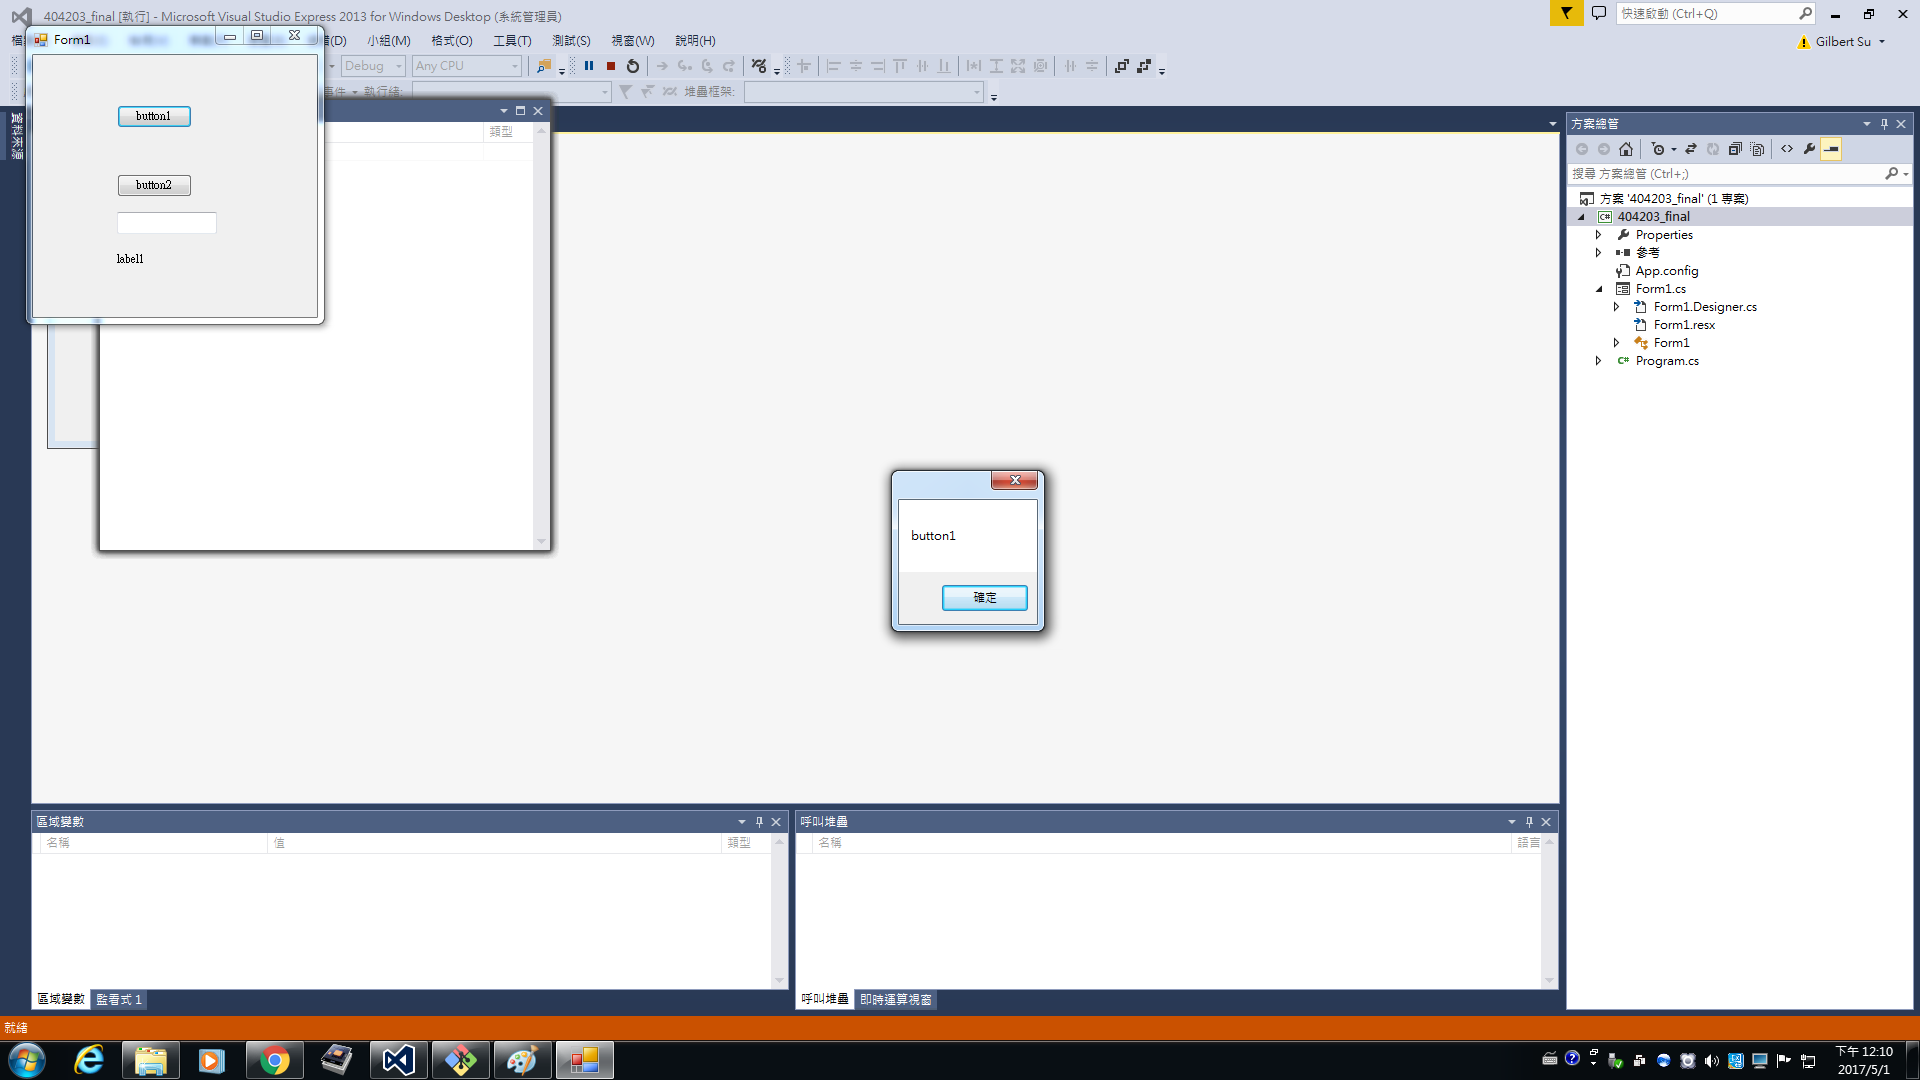 404203_final [執行] - Microsoft Visual Studio Express 2013 for Windows Desktop (系統管理員)
快速啟動 (Ctrl+Q)
Form1
(D)
小組(M)
格式(O)
工具(T)
測試(S)
視窗(W)
說明(H)
Gilbert Su
Debug
Any CPU
事件
執行緒:
堆疊框架:
button1
button2
label1
資料來源
類型
方案總管
搜尋 方案總管 (Ctrl+;)
方案 '404203_final' (1 專案)
404203_final
Properties
參考
App.config
Form1.cs
Form1.Designer.cs
Form1.resx
Form1
Program.cs
button1
確定
區域變數
名稱
值
類型
區域變數
監看式 1
呼叫堆疊
名稱
語言
呼叫堆疊
即時運算視窗
就緒
下午 12:10
2017/5/1